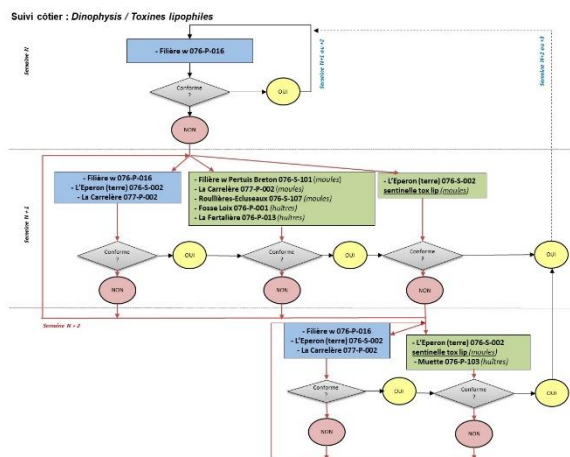 Suivi côtier : Dinophysis / Toxines lipophiles
Semaine N
- Filière w 076-P-016
Semaine N+1 ou +2
Semaine N+2 ou +3
Conforme
?
OUI
NON
Semaine N + 1
- Filière w 076-P-016
- L'Eperon (terre) 076-S-002
- La Carrelère 077-P-002
- Filière w Pertuis Breton 076-S-101 (moules)
- La Carrelère 077-P-002 (moules)
- Roullières-Ecluseaux 076-S-107 (moules)
- Fosse Loix 076-P-001 (huîtres)
- La Fertalière 076-P-013 (huîtres)
- L'Eperon (terre) 076-S-002
sentinelle tox lip (moules)
Conforme
?
OUI
Conforme
?
OUI
Conforme
?
OUI
NON
NON
NON
Semaine N + 2
- Filière w 076-P-016
- L'Eperon (terre) 076-S-002
- La Carrelère 077-P-002
- L'Eperon (terre) 076-S-002
sentinelle tox lip (moules)
- Muette 076-P-103 (huîtres)
Conforme
?
OUI
Conforme
?
OUI
NON
NON